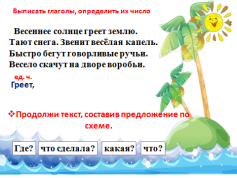 Выписать глаголы, определить из число
Весеннее солнце греет землю.
Тают снега. Звенит весёлая капель.
Быстро бегут говорливые ручьи.
Весело скачут на дворе воробьи.
ед. ч.
Греет,
❖Продолжи текст, составив предложение по
схеме.
Где? что сделала? какая? что?